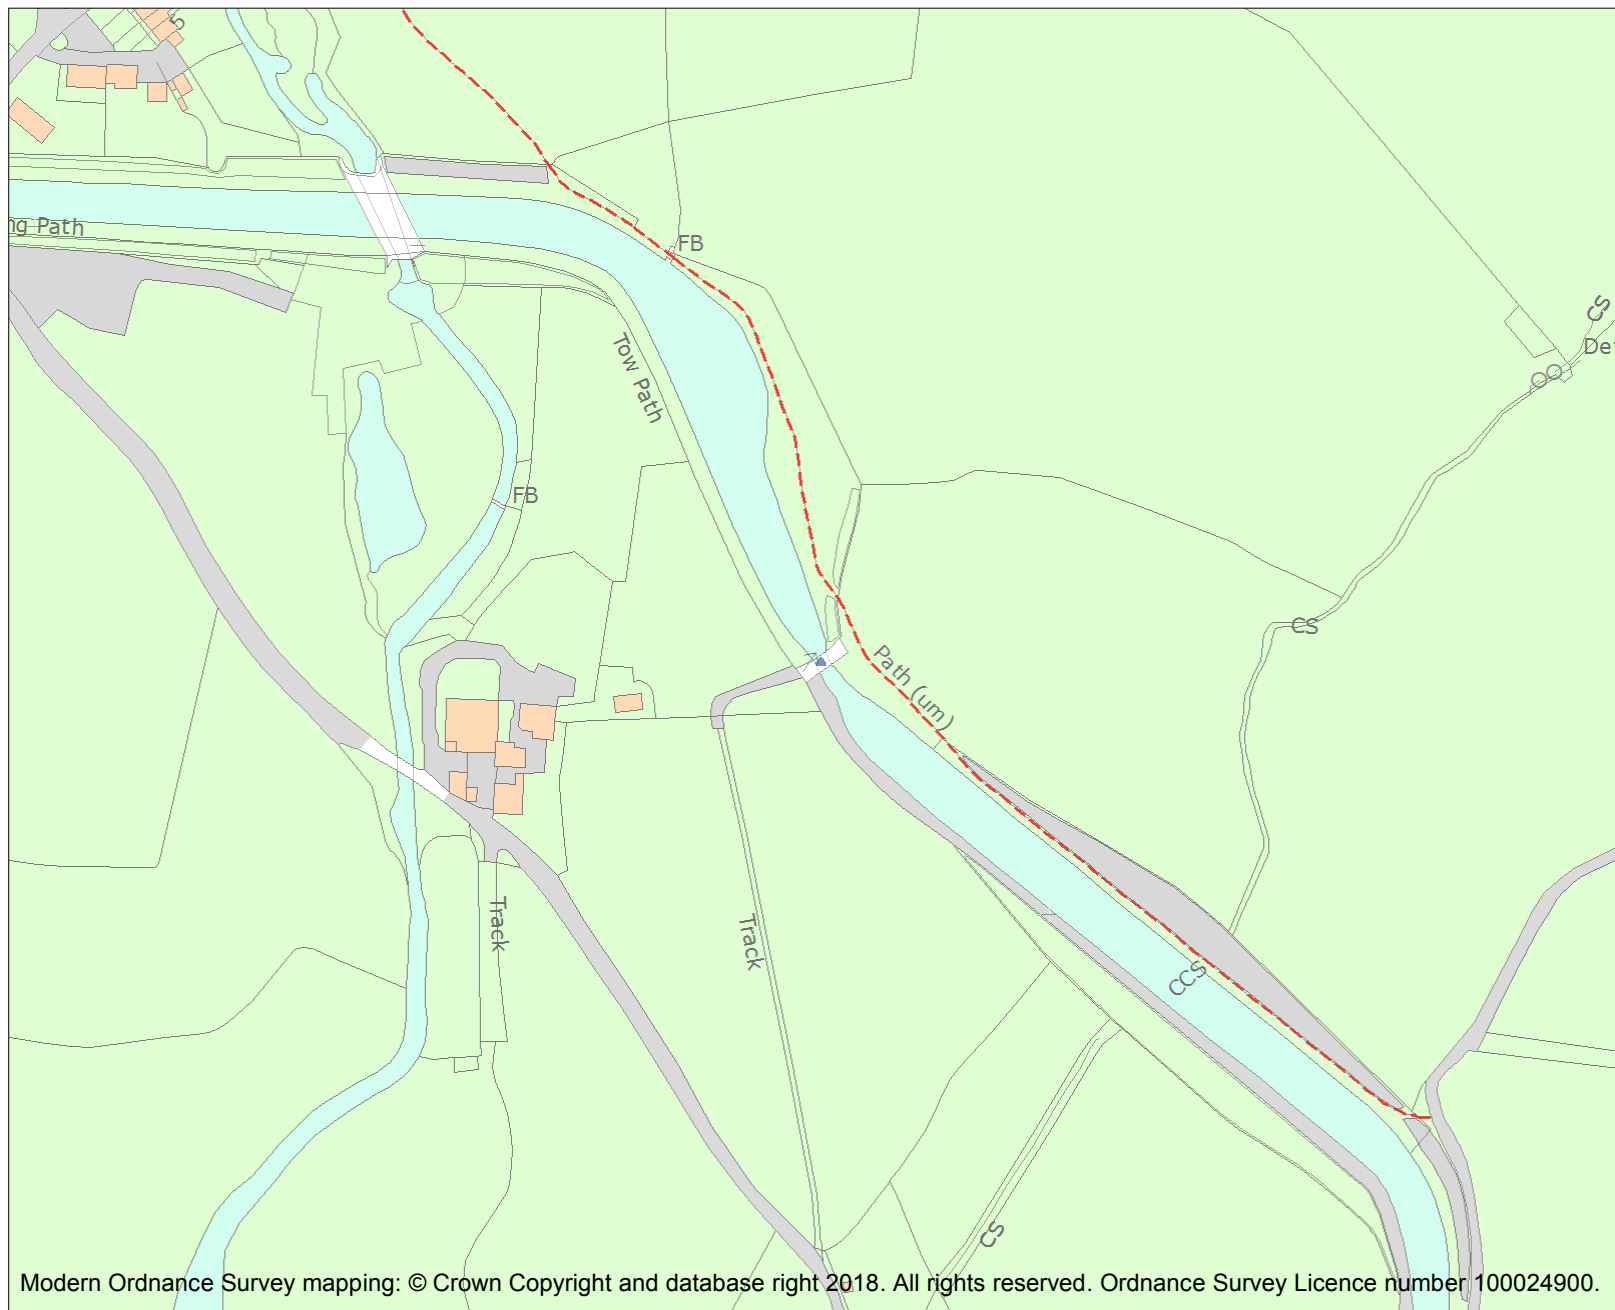 S
ng Path
FB
CS
De
Tow Path
FB
CS
Path (um)
Track
Track
CCS
CS
Modern Ordnance Survey mapping: © Crown Copyright and database right 2018. All rights reserved. Ordnance Survey Licence number 100024900.